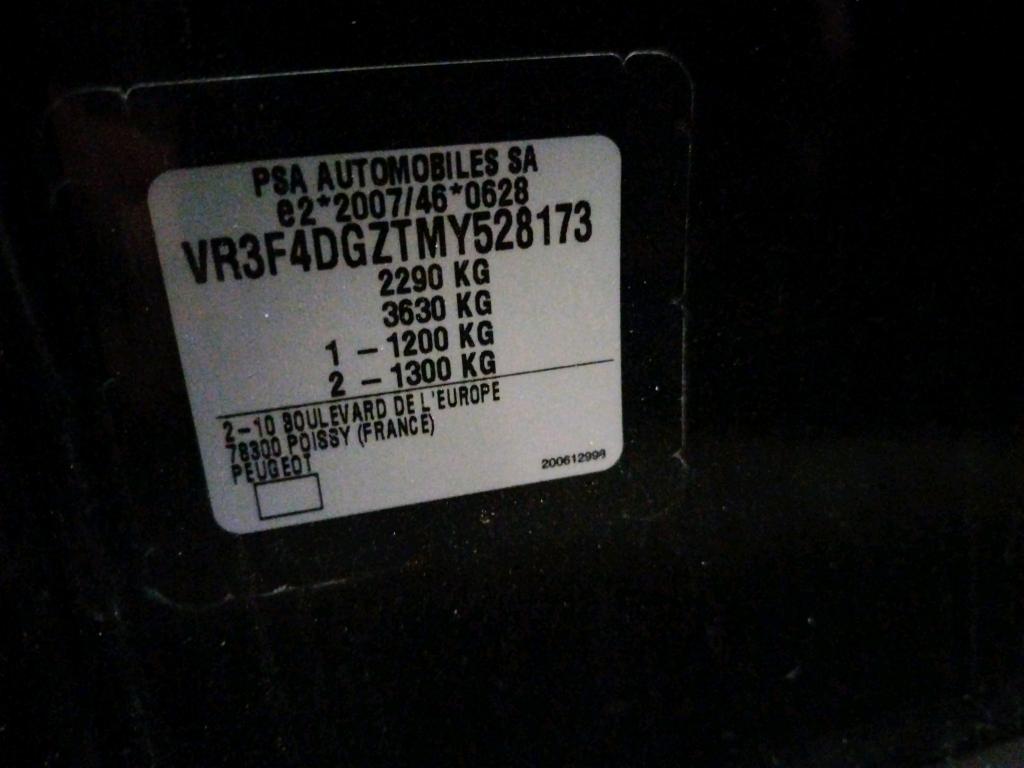 PSA AUTOMOBILES SA
e2*2007/46*0628
VR3F4DGZTMY528173
2290 KG
3630 KG
1 - 1200 KG
2 - 1300 KG
2-10 BOULEVARD DE L'EUROPE
78300 POISSY (FRANCE)
PEUGEOT
200612998